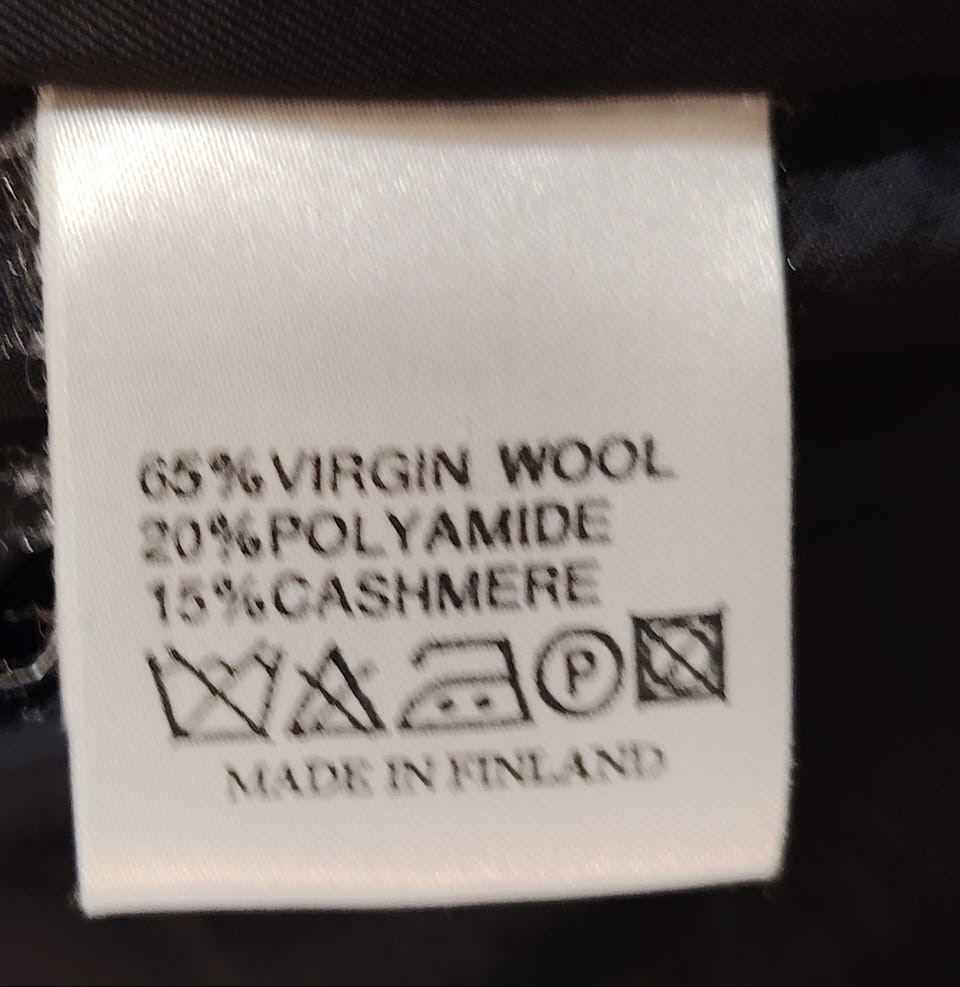 65% VIRGIN WOOL
20% POLYAMIDE
15% CASHMERE
P
MADE IN FINLAND